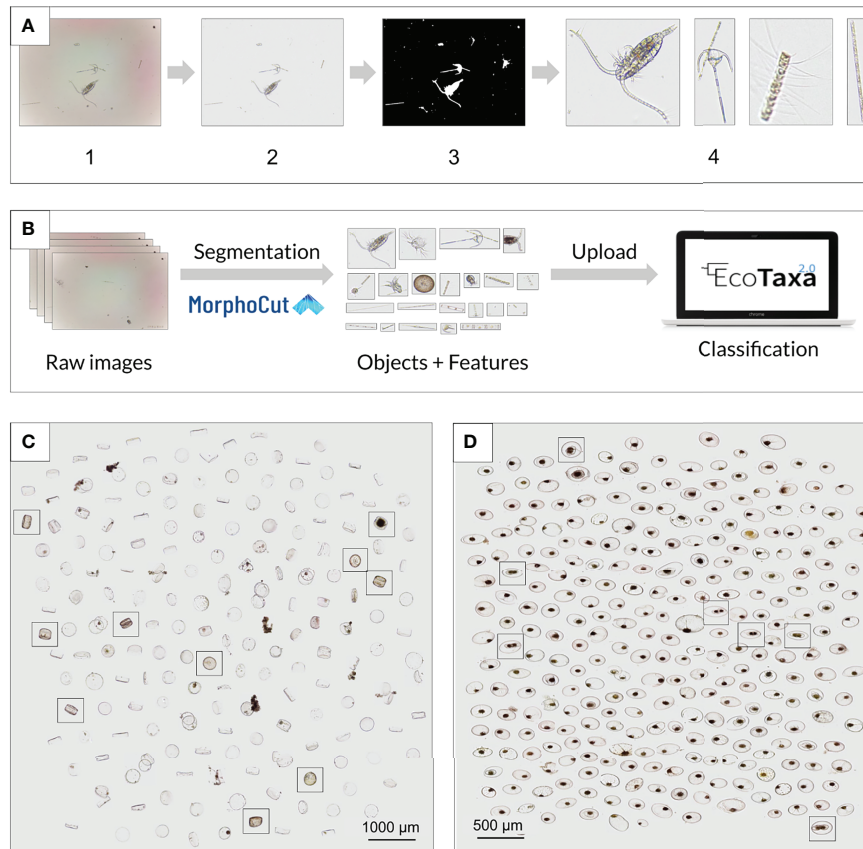 A
1
2
3
4
B
Segmentation
MorphoCut
Upload
EcoTaxa 2.0
chrome
Raw images
Objects + Features
Classification
C
1000 µm
D
500 µm